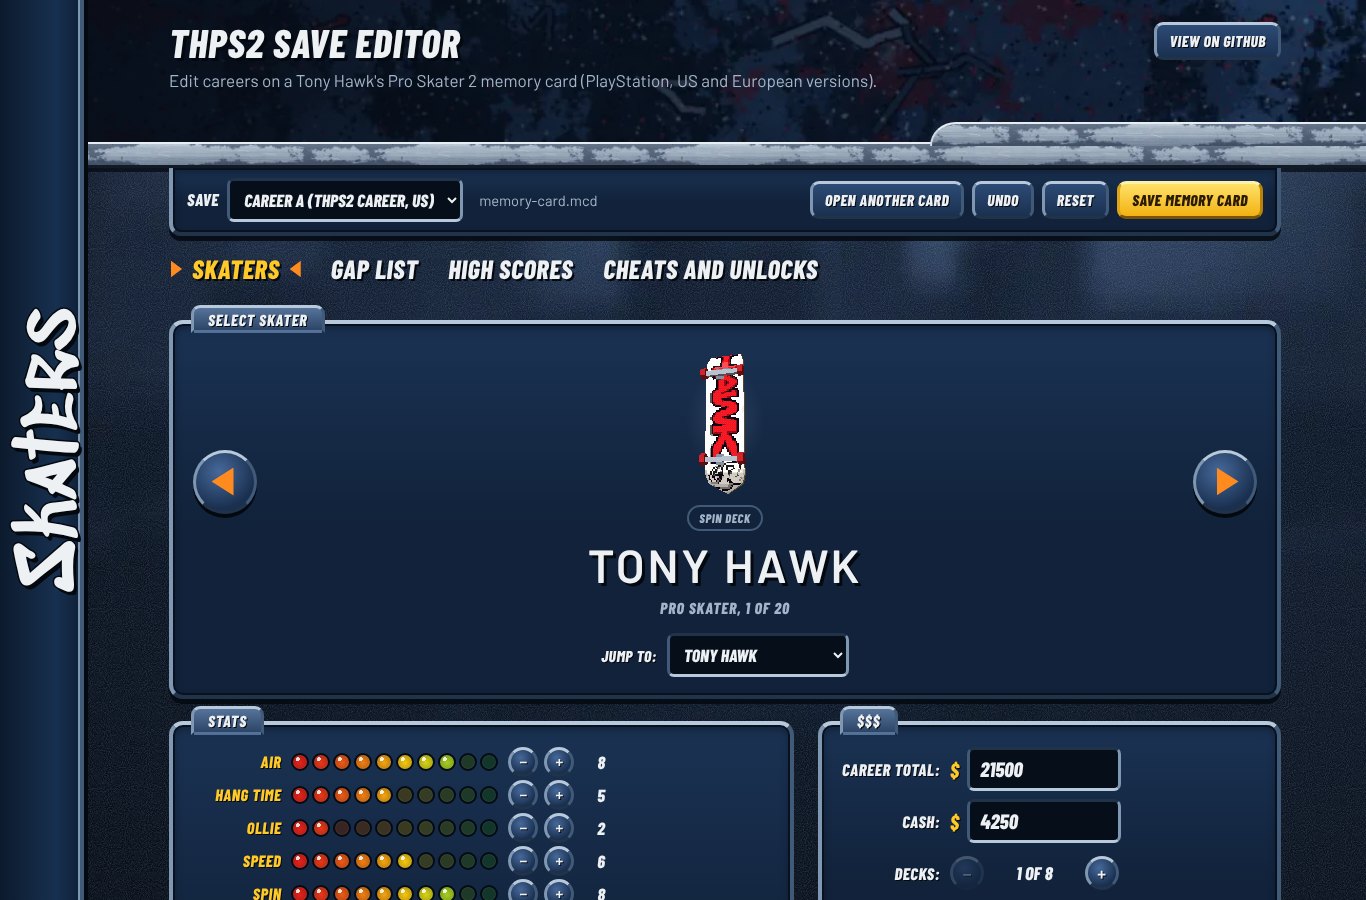 THPS2 SAVE EDITOR
VIEW ON GITHUB
Edit careers on a Tony Hawk's Pro Skater 2 memory card (PlayStation, US and European versions).
SAVE CAREER A (THPS2 CAREER, US) memory-card.mcd OPEN ANOTHER CARD UNDO RESET SAVE MEMORY CARD
SKATERS GAP LIST HIGH SCORES CHEATS AND UNLOCKS
SKATERS
SELECT SKATER
SPIN DECK
TONY HAWK
PRO SKATER, 1 OF 20
JUMP TO: TONY HAWK
STATS
AIR − + 8
HANG TIME − + 5
OLLIE − + 2
SPEED − + 6
SPIN − + 8
$$$
CAREER TOTAL: $ 21500
CASH: $ 4250
DECKS: − 1 OF 8 +